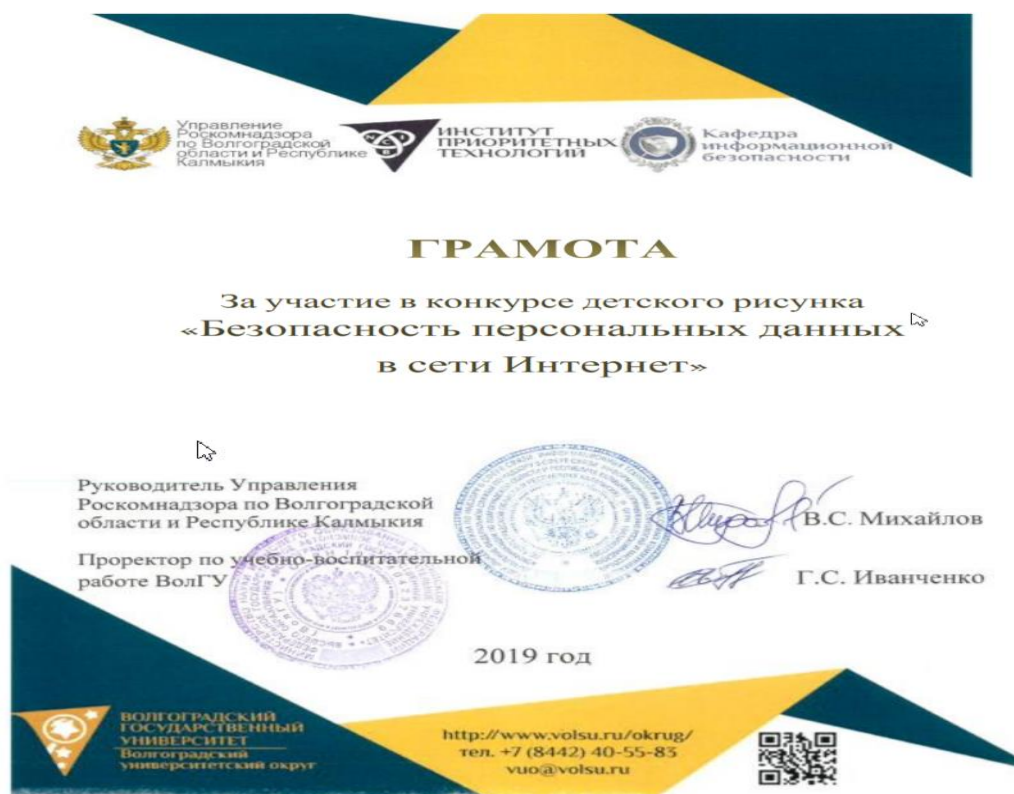 Управление
Роскомнадзора
по Волгоградской
области и Республике
Калмыкия
ИНСТИТУТ
ПРИОРИТЕТНЫХ
ТЕХНОЛОГИЙ
Кафедра
информационной
безопасности
ГРАМОТА
За участие в конкурсе детского рисунка
«Безопасность персональных данных
в сети Интернет»
Руководитель Управления
Роскомнадзора по Волгоградской
области и Республике Калмыкия
В.С. Михайлов
Проректор по учебно-воспитательной
работе ВолГУ
Г.С. Иванченко
2019 год
ВОЛГОГРАДСКИЙ
ГОСУДАРСТВЕННЫЙ
УНИВЕРСИТЕТ
Волгоградский
университетский округ
http://www.volsu.ru/okrug/
тел. +7 (8442) 40-55-83
vuo@volsu.ru